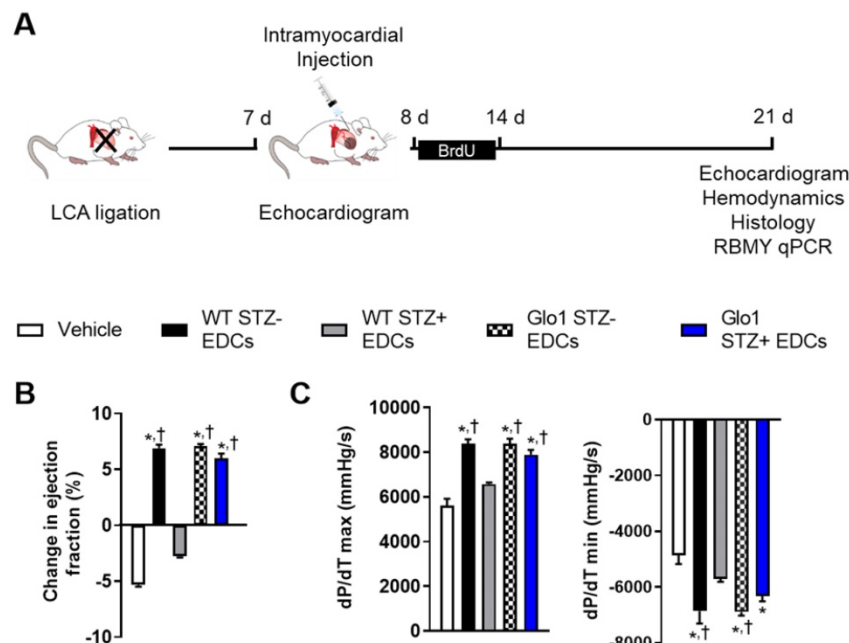 A
Intramyocardial
Injection
7 d
8 d
14 d
21 d
BrdU
LCA ligation
Echocardiogram
Echocardiogram
Hemodynamics
Histology
RBMY qPCR
Vehicle
WT STZ-
EDCs
WT STZ+
EDCs
Glo1 STZ-
EDCs
Glo1
STZ+ EDCs
B
Change in ejection
fraction (%)
10
5
0
-5
-10
*,†
*,†
*,†
C
dP/dT max (mmHg/s)
10000
8000
6000
4000
2000
0
*,†
*,†
*,†
dP/dT min (mmHg/s)
0
-2000
-4000
-6000
-8000
*,†
*,†
*